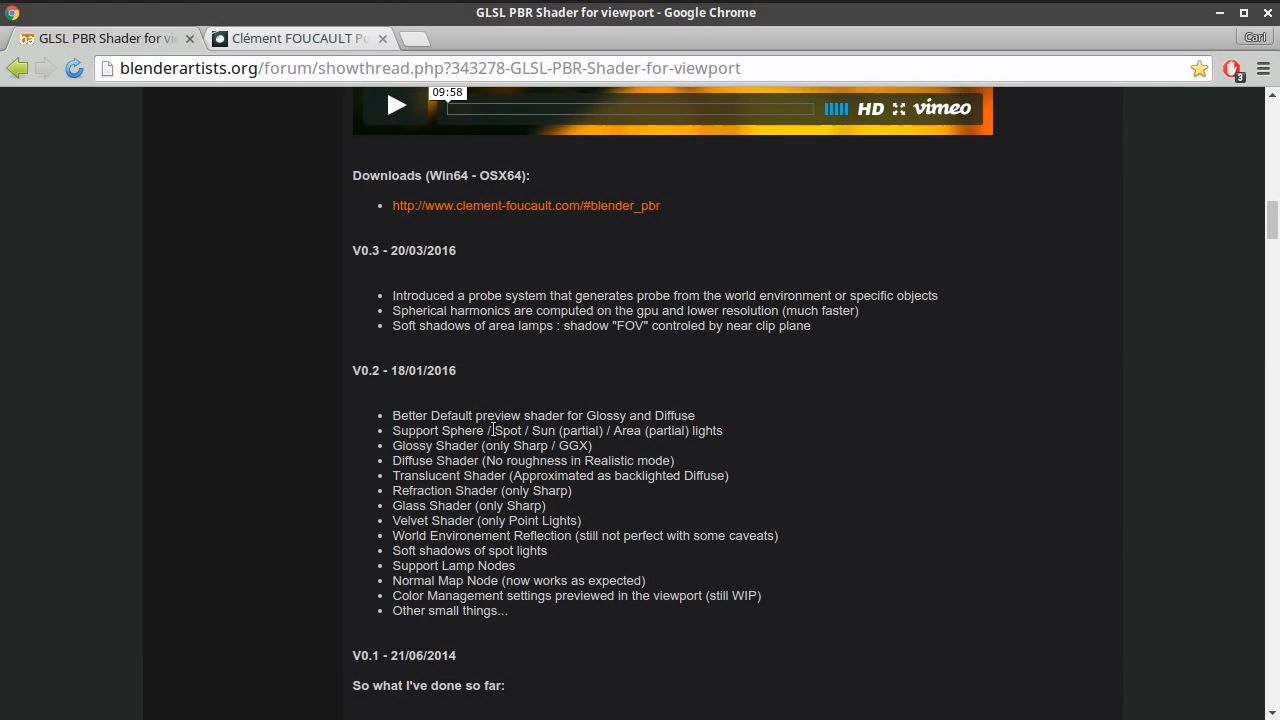 GLSL PBR Shader for viewport - Google Chrome
GLSL PBR Shader for vi
Clément FOUCAULT Po
Carl
blenderartists.org/forum/showthread.php?343278-GLSL-PBR-Shader-for-viewport
3
09:58
HD vimeo
Downloads (Win64 - OSX64):
http://www.clement-foucault.com/#blender_pbr
V0.3 - 20/03/2016
Introduced a probe system that generates probe from the world environment or specific objects
Spherical harmonics are computed on the gpu and lower resolution (much faster)
Soft shadows of area lamps : shadow "FOV" controled by near clip plane
V0.2 - 18/01/2016
Better Default preview shader for Glossy and Diffuse
Support Sphere / Spot / Sun (partial) / Area (partial) lights
Glossy Shader (only Sharp / GGX)
Diffuse Shader (No roughness in Realistic mode)
Translucent Shader (Approximated as backlighted Diffuse)
Refraction Shader (only Sharp)
Glass Shader (only Sharp)
Velvet Shader (only Point Lights)
World Environement Reflection (still not perfect with some caveats)
Soft shadows of spot lights
Support Lamp Nodes
Normal Map Node (now works as expected)
Color Management settings previewed in the viewport (still WIP)
Other small things...
V0.1 - 21/06/2014
So what I've done so far: